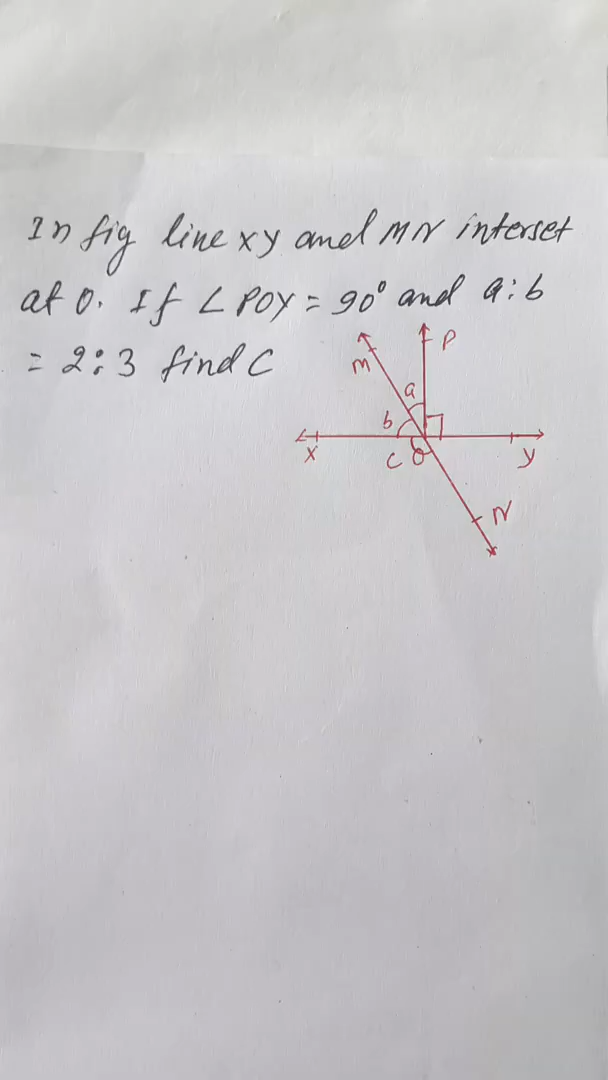 In fig line xy and MN interset
at O. If ∠POY = 90° and a:b
= 2:3 find C
P
M
a
b
X
C O
Y
N